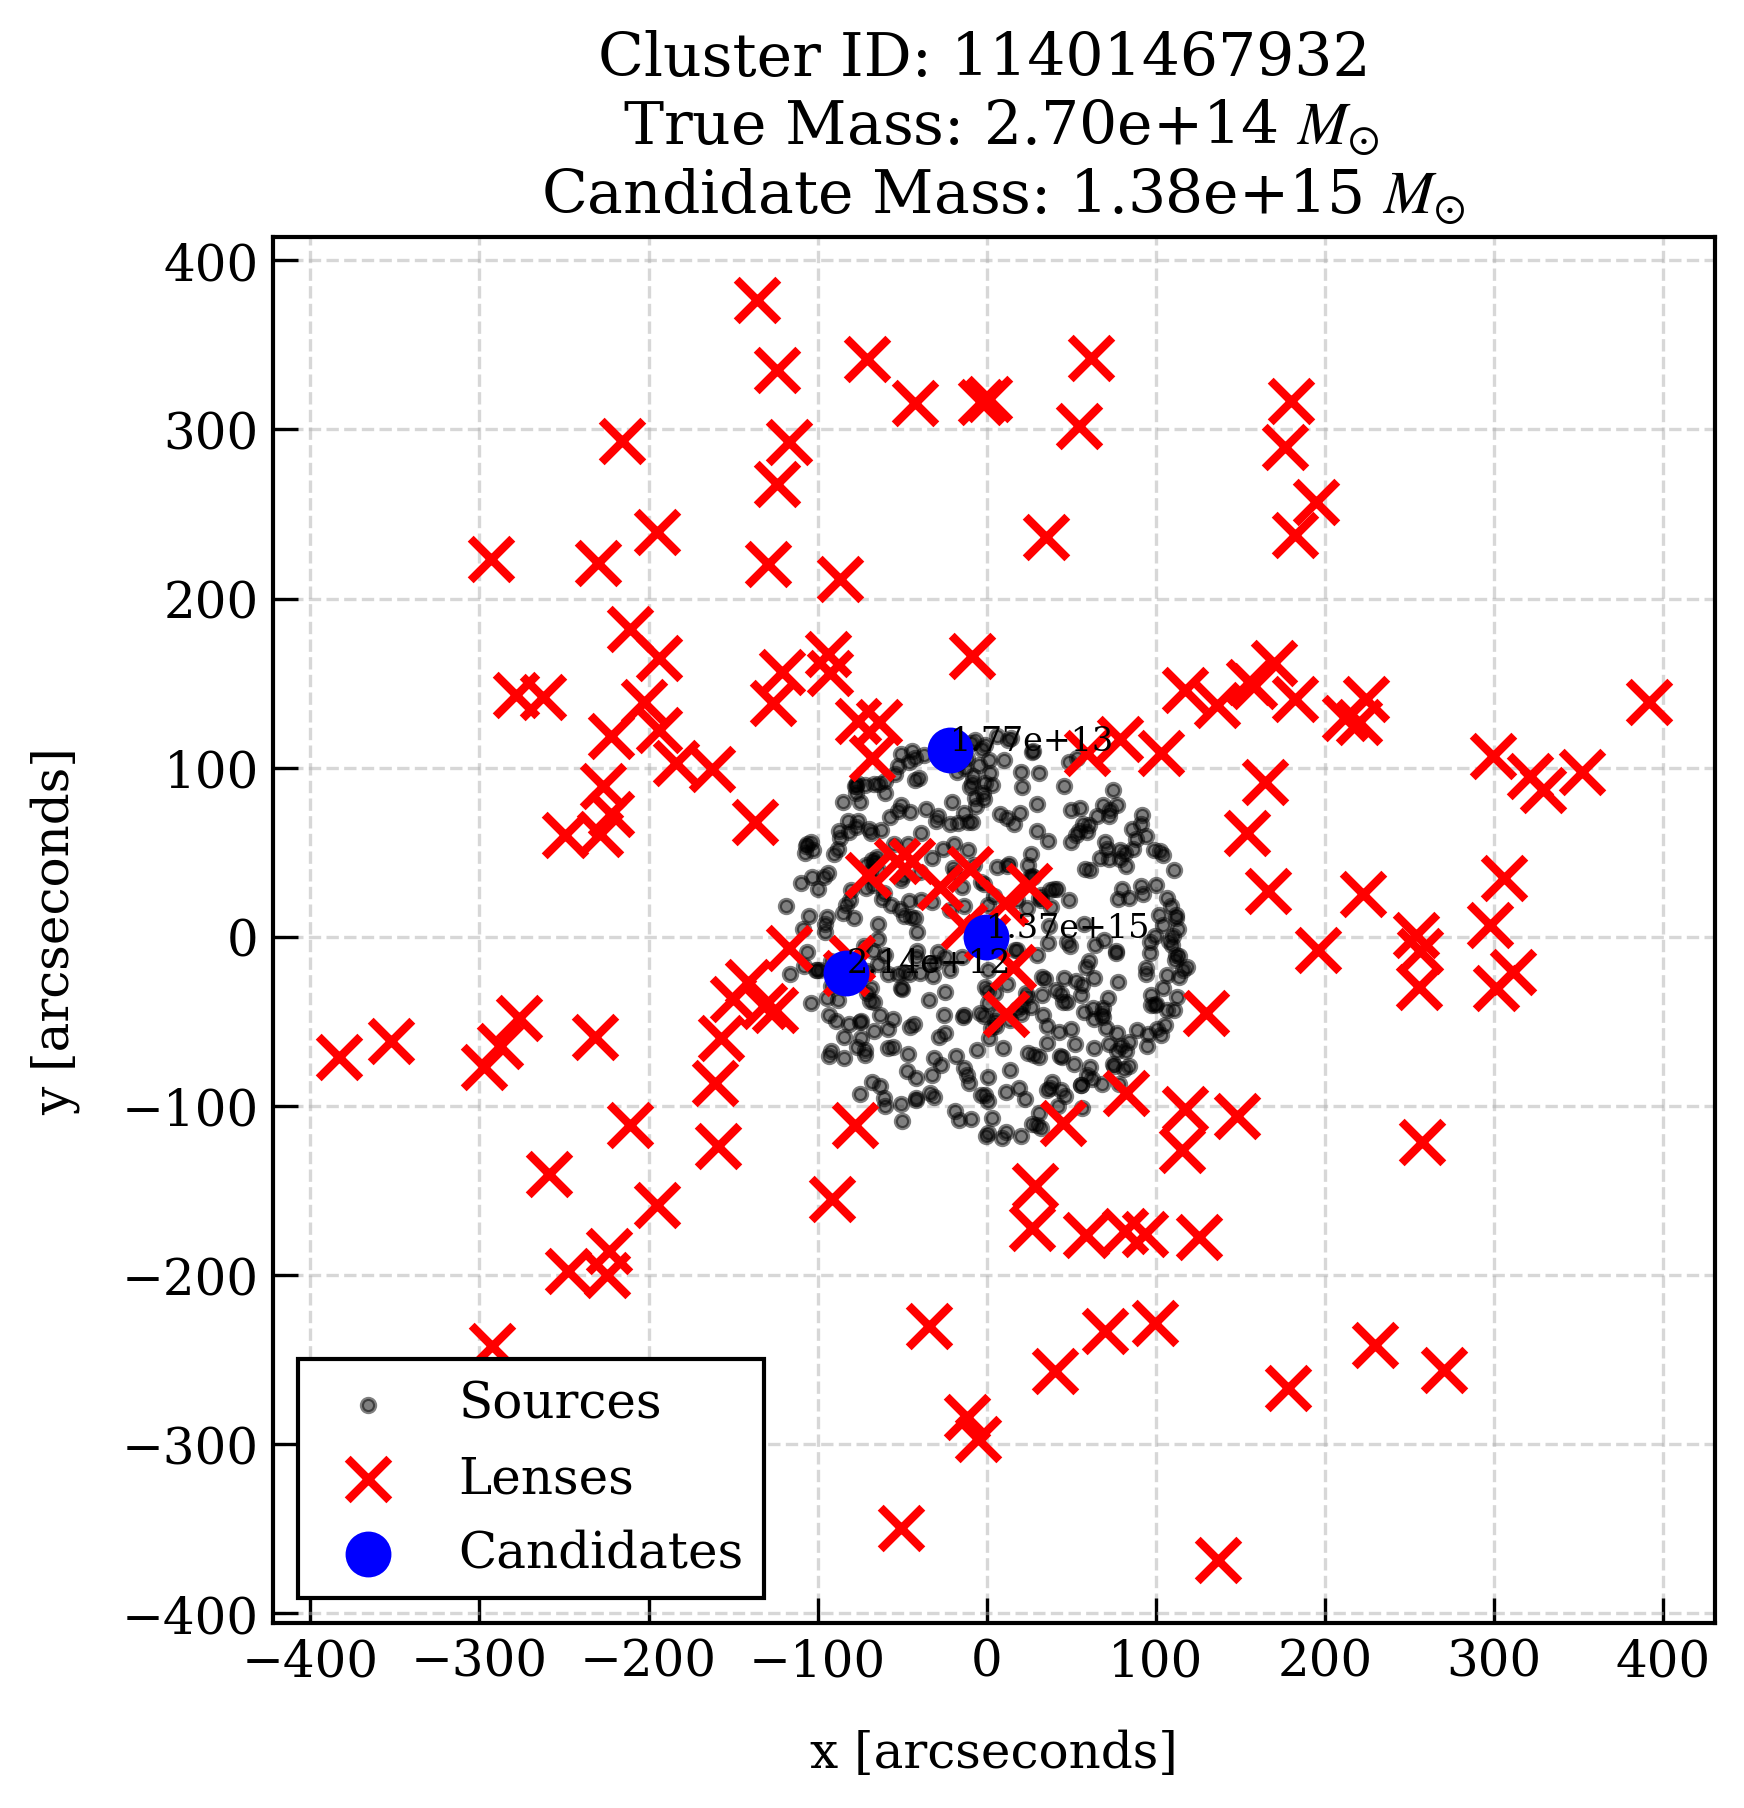 Cluster ID: 11401467932
True Mass: 2.70e+14 M⊙
Candidate Mass: 1.38e+15 M⊙
400
300
200
100
0
−100
−200
−300
−400
y [arcseconds]
1.77e+13
1.37e+15
2.14e+12
Sources
Lenses
Candidates
−400 −300 −200 −100 0 100 200 300 400
x [arcseconds]